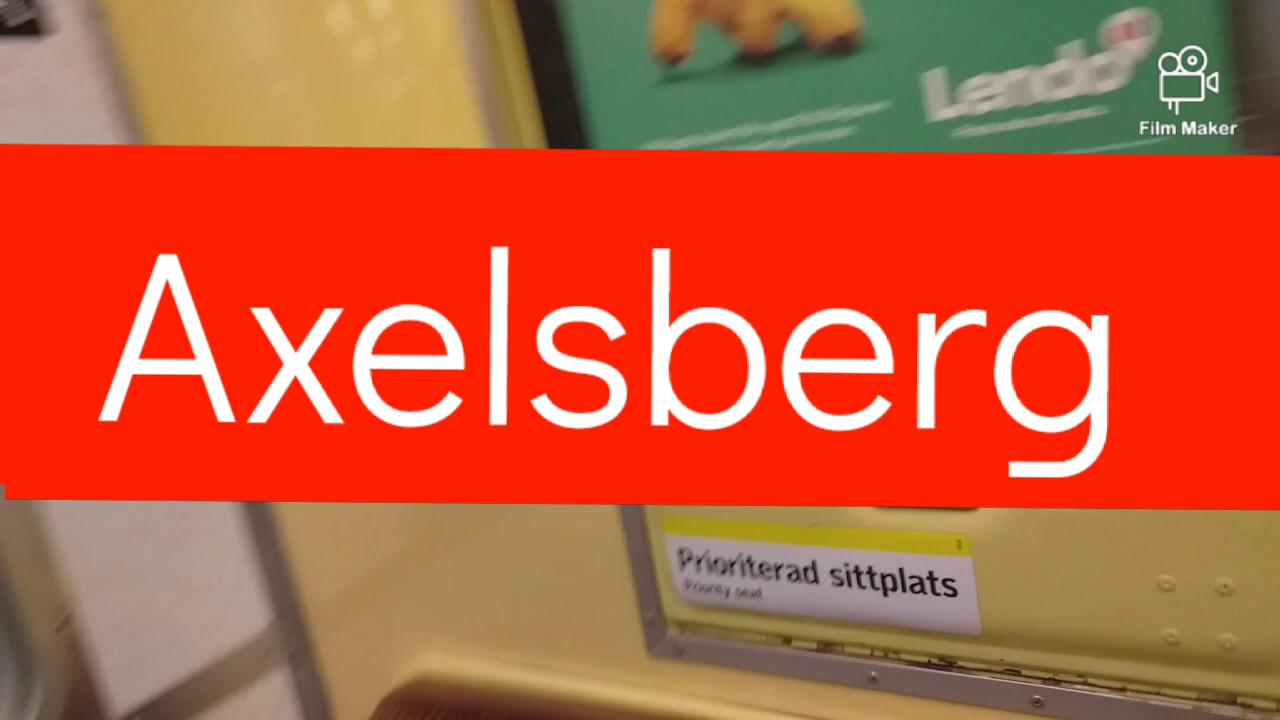 Lendo
Film Maker
Axelsberg
Prioriterad sittplats
Priority seat